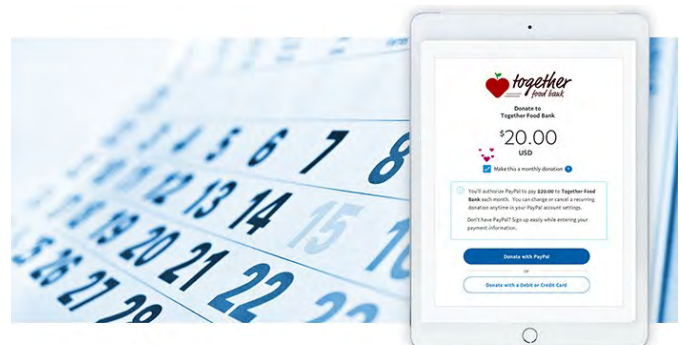 5 6 7 8
12 13 14 15
19 20 21 22
26 27 28
together
food bank
Donate to
Together Food Bank
$20.00
USD
Make this a monthly donation
You'll authorize PayPal to pay $20.00 to Together Food
Bank each month. You can change or cancel a recurring
donation anytime in your PayPal account settings.
Don't have PayPal? Sign up easily while entering your
payment information.
Donate with PayPal
or
Donate with a Debit or Credit Card